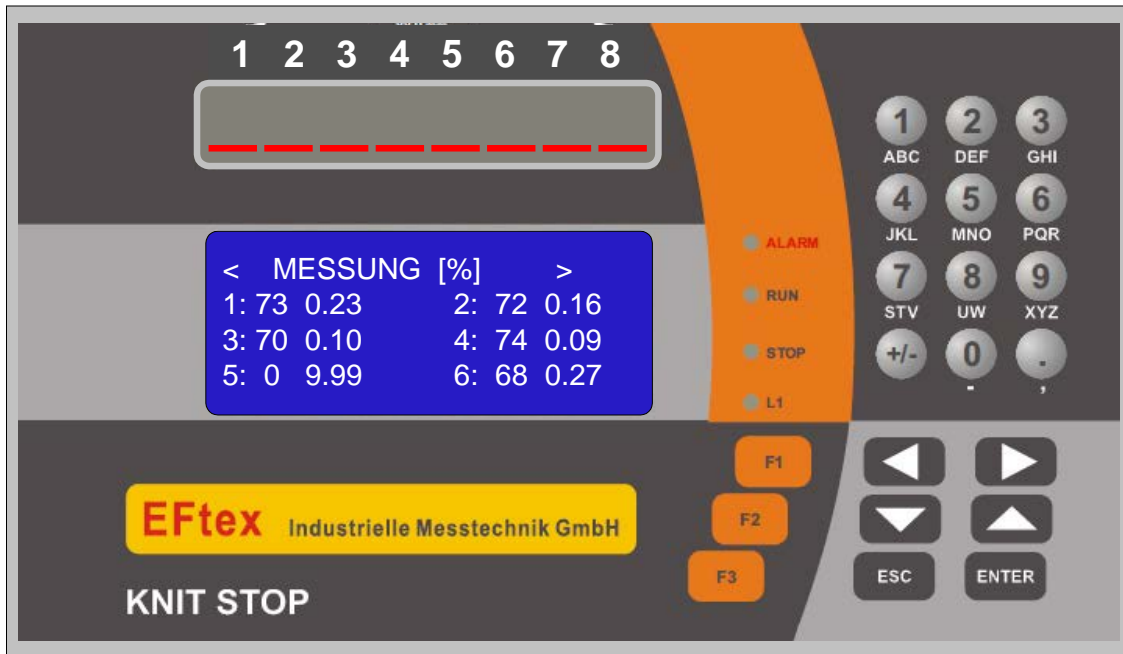 1 2 3 4 5 6 7 8
< MESSUNG [%] >
1: 73 0.23 2: 72 0.16
3: 70 0.10 4: 74 0.09
5: 0 9.99 6: 68 0.27
ALARM
RUN
STOP
L1
1 2 3
ABC DEF GHI
4 5 6
JKL MNO PQR
7 8 9
STV UW XYZ
+/- 0 .
- ,
F1
F2
F3
ESC ENTER
EFtex Industrielle Messtechnik GmbH
KNIT STOP